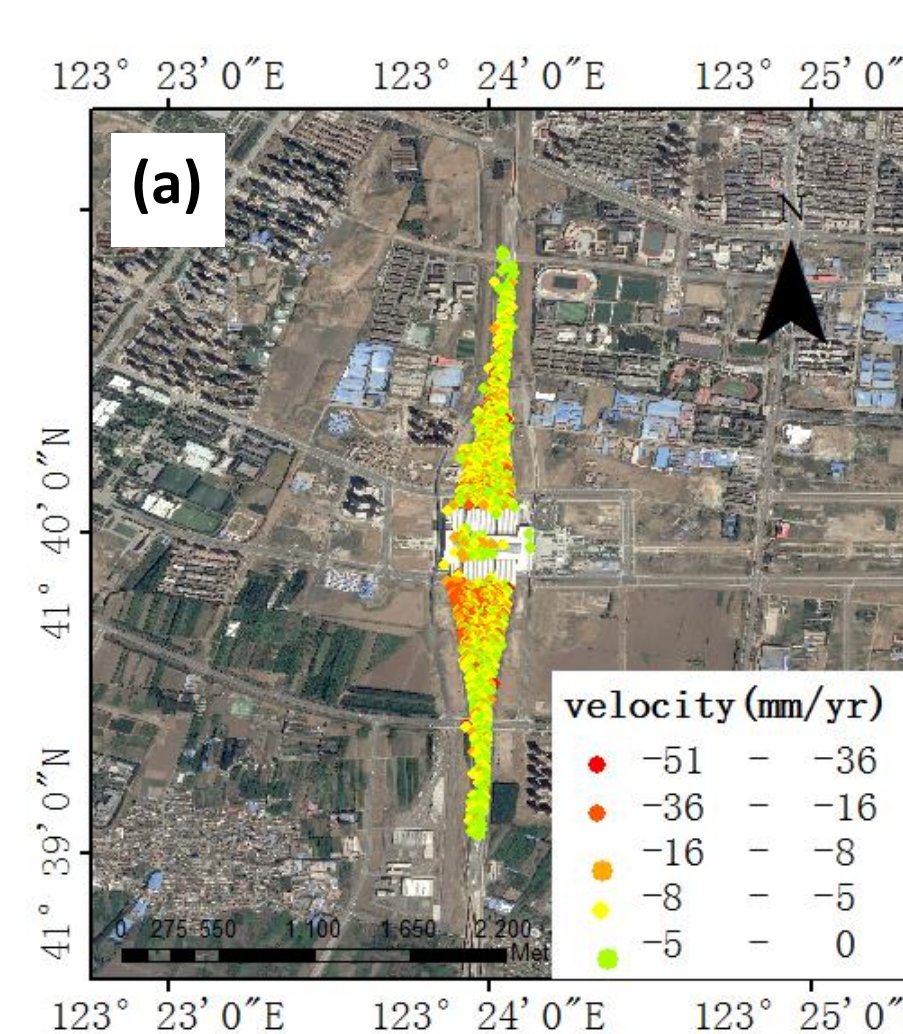 123° 23' 0"E 123° 24' 0"E 123° 25' 0"
(a)
N
41° 40' 0"N
41° 39' 0"N
velocity(mm/yr)
-51 - -36
-36 - -16
-16 - -8
-8 - -5
-5 - 0
0 275 550 1,100 1,650 2,200
Met
123° 23' 0"E 123° 24' 0"E 123° 25' 0"